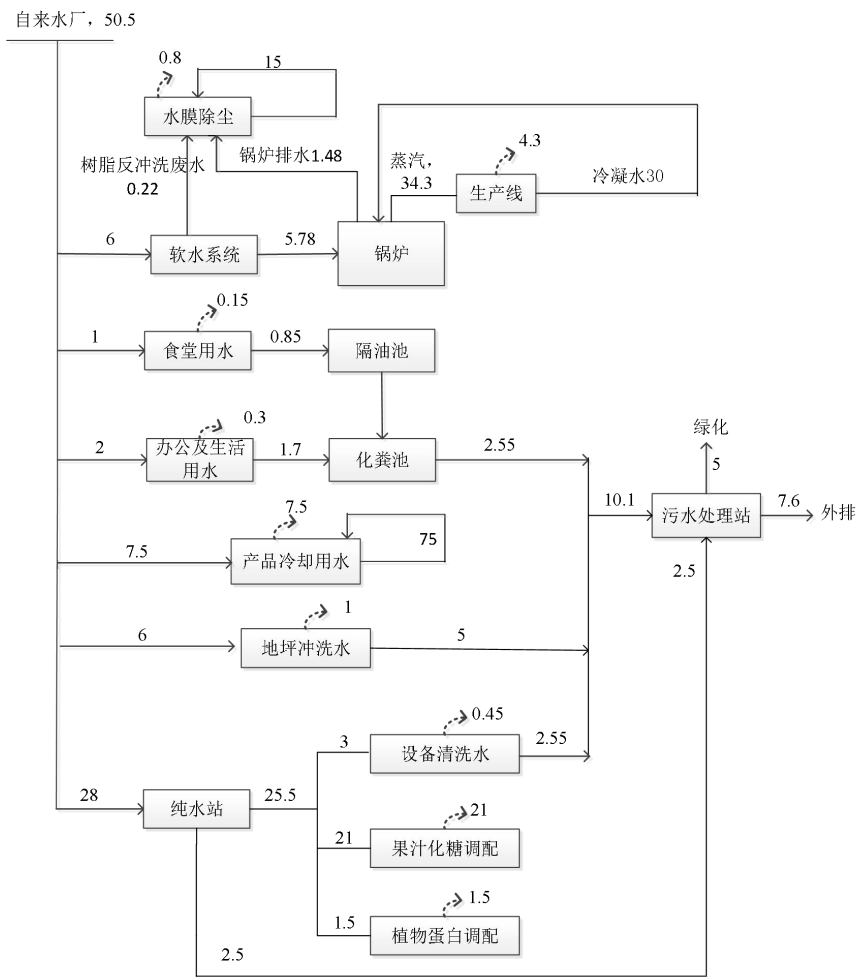 自来水厂，50.5
0.8
15
水膜除尘
树脂反冲洗废水
0.22
锅炉排水1.48
蒸汽，
34.3
4.3
生产线
冷凝水30
6
软水系统
5.78
锅炉
0.15
1
食堂用水
0.85
隔油池
0.3
2
办公及生活
用水
1.7
化粪池
2.55
绿化
5
10.1
污水处理站
7.6
外排
7.5
7.5
产品冷却用水
75
2.5
1
6
地坪冲洗水
5
0.45
3
设备清洗水
2.55
28
纯水站
25.5
21
21
果汁化糖调配
1.5
1.5
植物蛋白调配
2.5